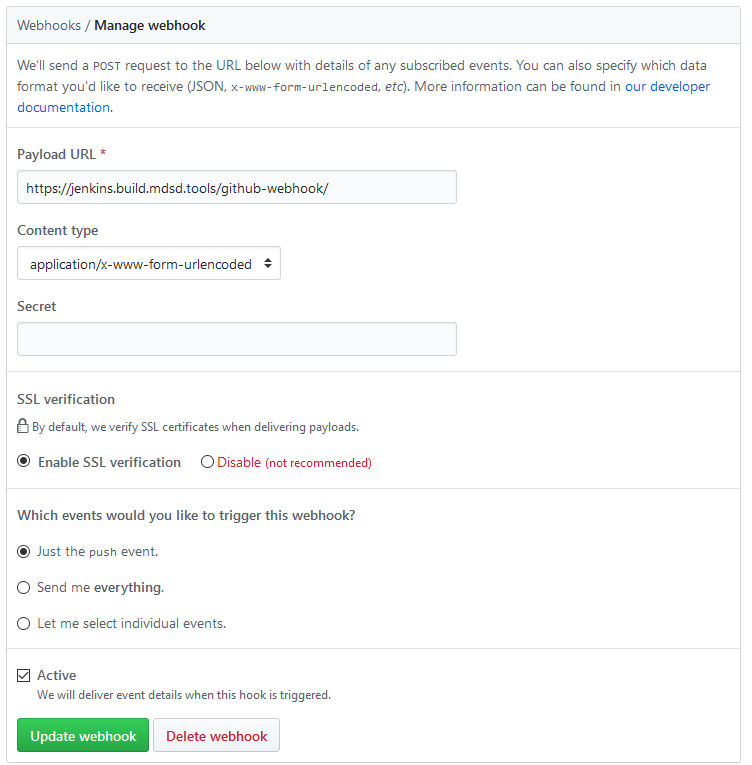 Webhooks / Manage webhook
We'll send a POST request to the URL below with details of any subscribed events. You can also specify which data
format you'd like to receive (JSON, x-www-form-urlencoded, etc). More information can be found in our developer
documentation.
Payload URL *
https://jenkins.build.mdsd.tools/github-webhook/
Content type
application/x-www-form-urlencoded
Secret
SSL verification
By default, we verify SSL certificates when delivering payloads.
Enable SSL verification Disable (not recommended)
Which events would you like to trigger this webhook?
Just the push event.
Send me everything.
Let me select individual events.
Active
We will deliver event details when this hook is triggered.
Update webhook Delete webhook